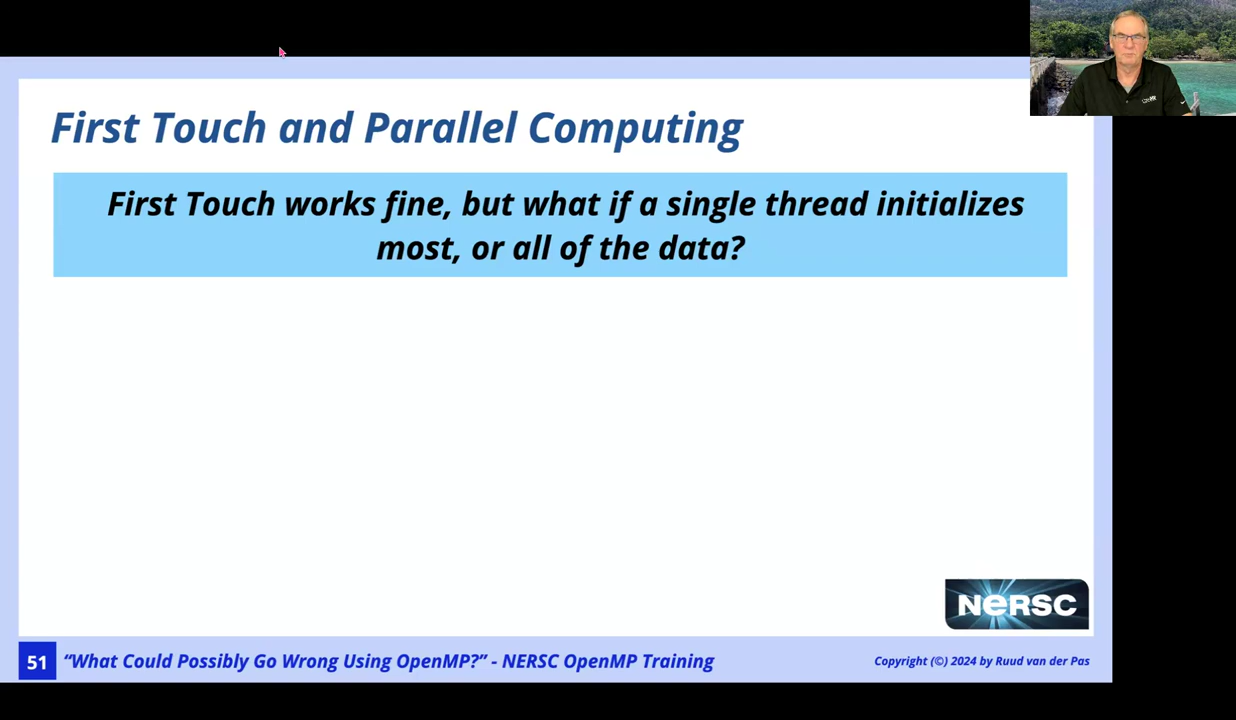 First Touch and Parallel Computing
First Touch works fine, but what if a single thread initializes
most, or all of the data?
NeRSC
51
“What Could Possibly Go Wrong Using OpenMP?” - NERSC OpenMP Training
Copyright (©) 2024 by Ruud van der Pas